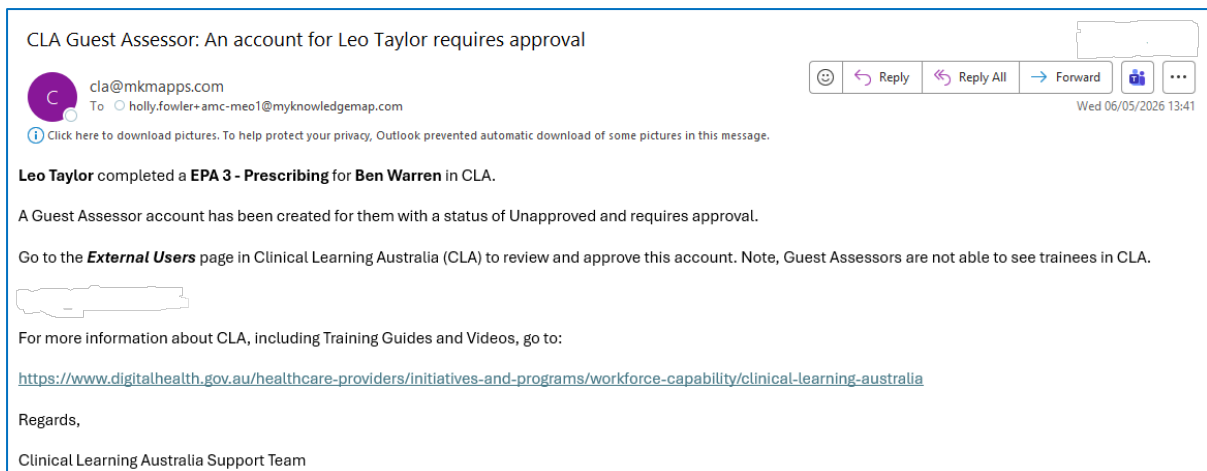 CLA Guest Assessor: An account for Leo Taylor requires approval
Reply
Reply All
Forward
C
cla@mkmapps.com
To holly.fowler+amc-meo1@myknowledgemap.com
Wed 06/05/2026 13:41
Click here to download pictures. To help protect your privacy, Outlook prevented automatic download of some pictures in this message.
Leo Taylor completed a EPA 3 - Prescribing for Ben Warren in CLA.
A Guest Assessor account has been created for them with a status of Unapproved and requires approval.
Go to the External Users page in Clinical Learning Australia (CLA) to review and approve this account. Note, Guest Assessors are not able to see trainees in CLA.
For more information about CLA, including Training Guides and Videos, go to:
https://www.digitalhealth.gov.au/healthcare-providers/initiatives-and-programs/workforce-capability/clinical-learning-australia
Regards,
Clinical Learning Australia Support Team